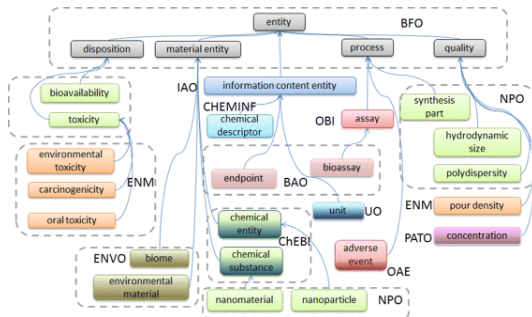 entity
BFO
disposition
material entity
process
quality
IAO
bioavailability
information content entity
synthesis
part
NPO
CHEMINF
chemical
descriptor
OBI
assay
toxicity
hydrodynamic
size
environmental
toxicity
bioassay
polydispersity
carcinogenicity
ENM
endpoint
BAO
oral toxicity
chemical
entity
unit
UO
ENM
pour density
ChEBI
PATO
concentration
ENVO
biome
chemical
substance
adverse
event
OAE
environmental
material
nanomaterial
nanoparticle
NPO